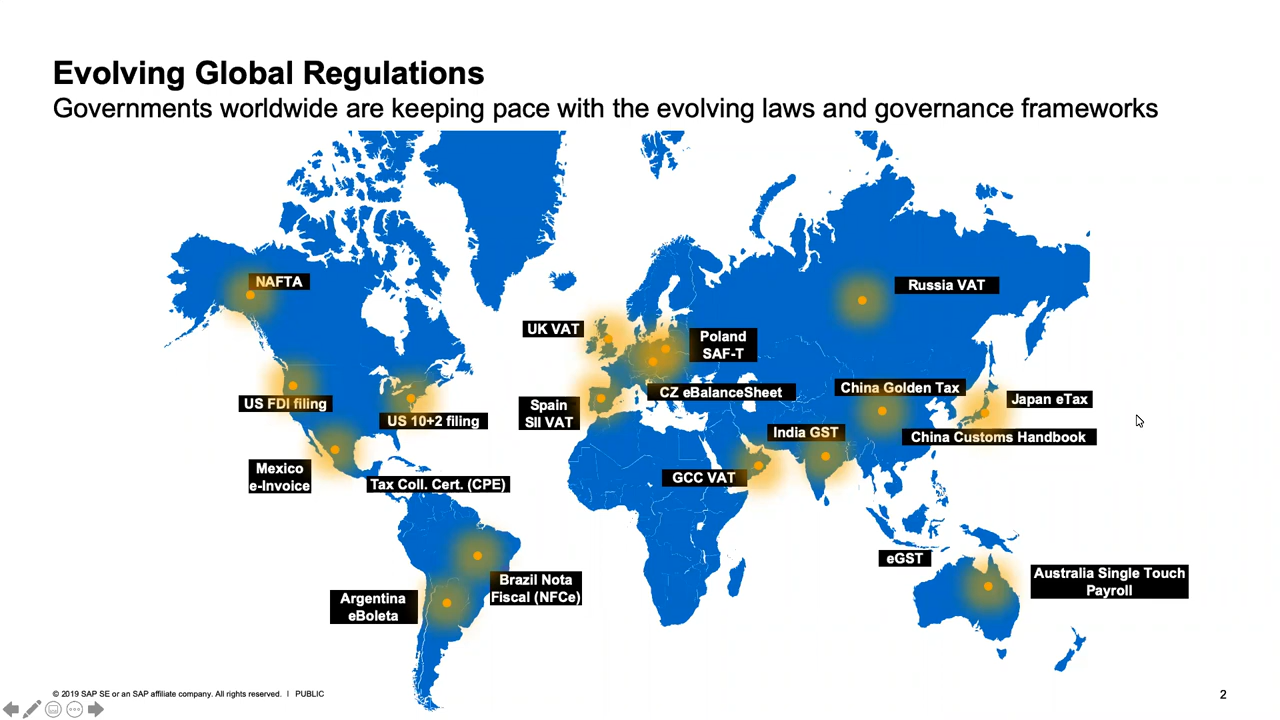 Evolving Global Regulations
Governments worldwide are keeping pace with the evolving laws and governance frameworks
NAFTA
Russia VAT
UK VAT
Poland
SAF-T
CZ eBalanceSheet
China Golden Tax
Japan eTax
US FDI filing
US 10+2 filing
Spain
SII VAT
India GST
China Customs Handbook
Mexico
e-Invoice
Tax Coll. Cert. (CPE)
GCC VAT
eGST
Australia Single Touch
Payroll
Brazil Nota
Fiscal (NFCe)
Argentina
eBoleta
© 2019 SAP SE or an SAP affiliate company. All rights reserved. | PUBLIC
2